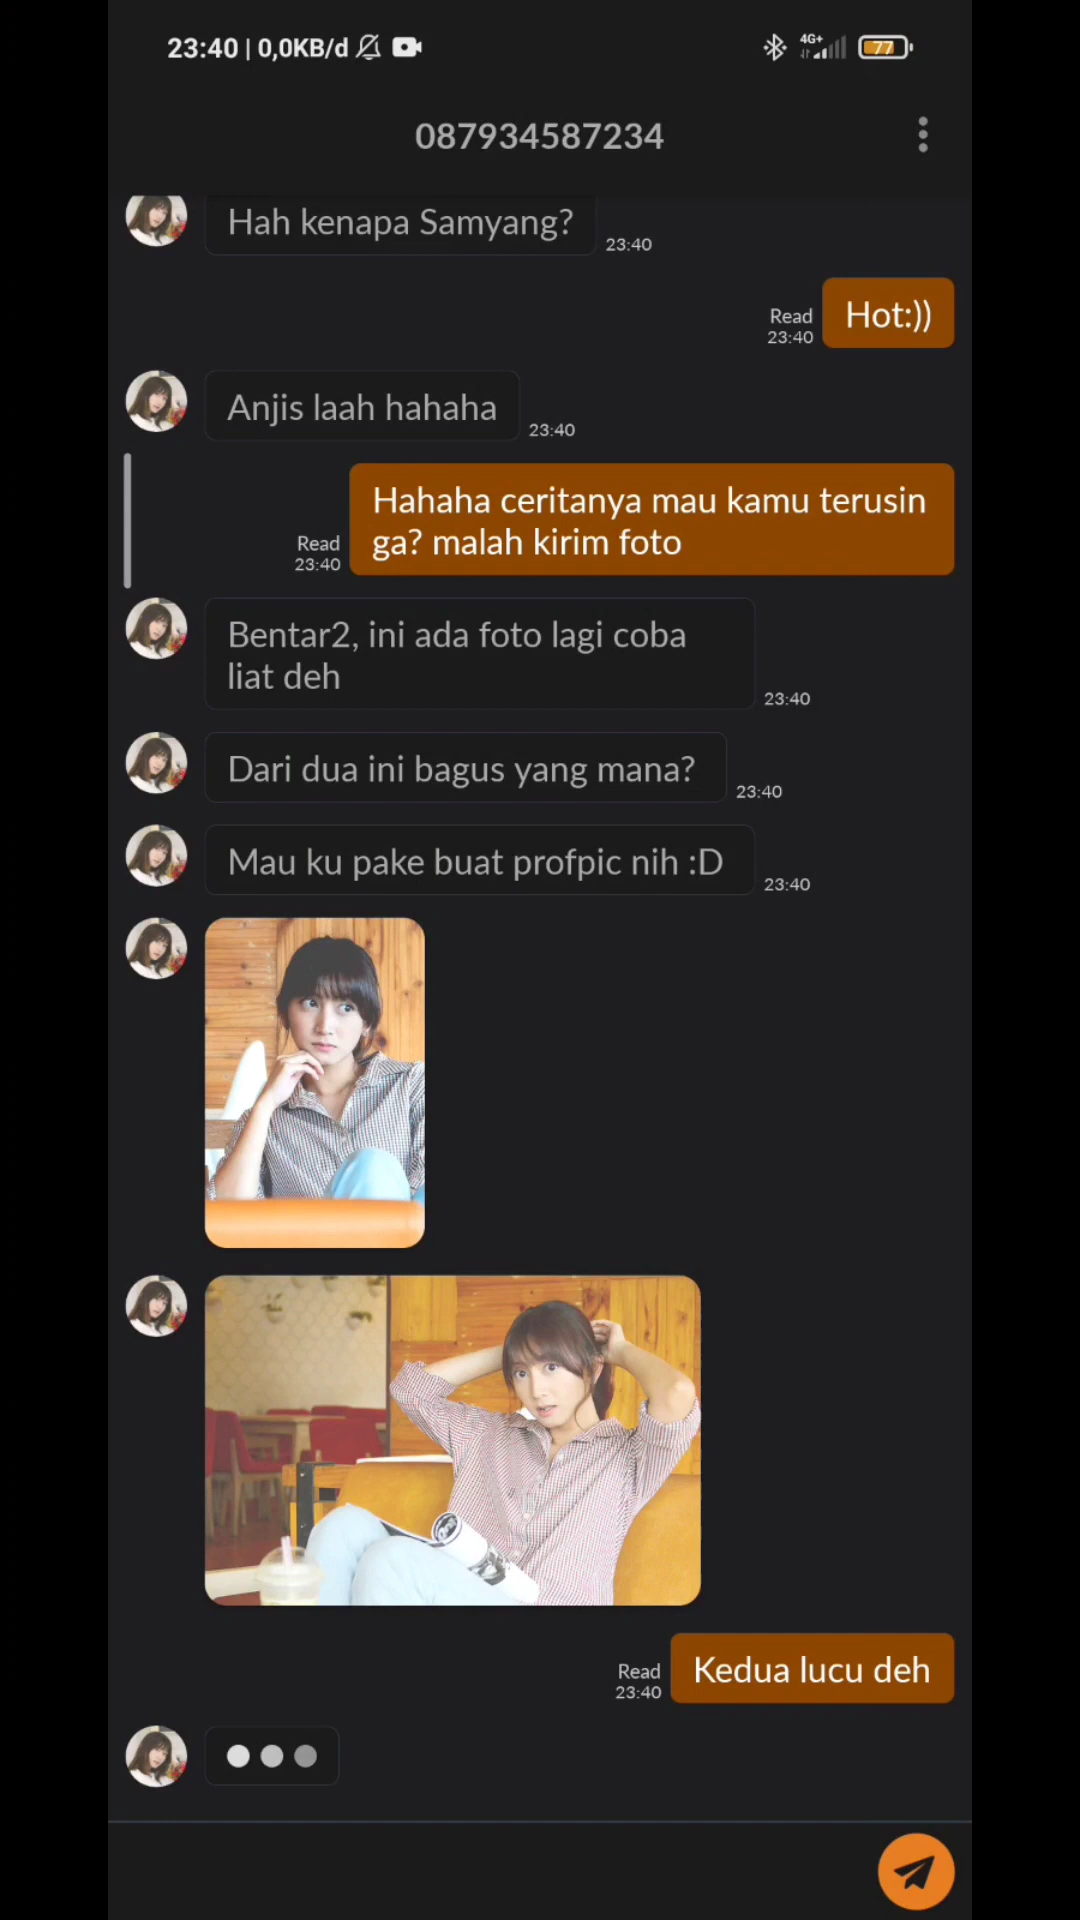 23:40 | 0,0KB/d
4G+
77
087934587234
Hah kenapa Samyang?
23:40
Hot:))
Read
23:40
Anjis laah hahaha
23:40
Hahaha ceritanya mau kamu terusin
ga? malah kirim foto
Read
23:40
Bentar2, ini ada foto lagi coba
liat deh
23:40
Dari dua ini bagus yang mana?
23:40
Mau ku pake buat profpic nih :D
23:40
Kedua lucu deh
Read
23:40